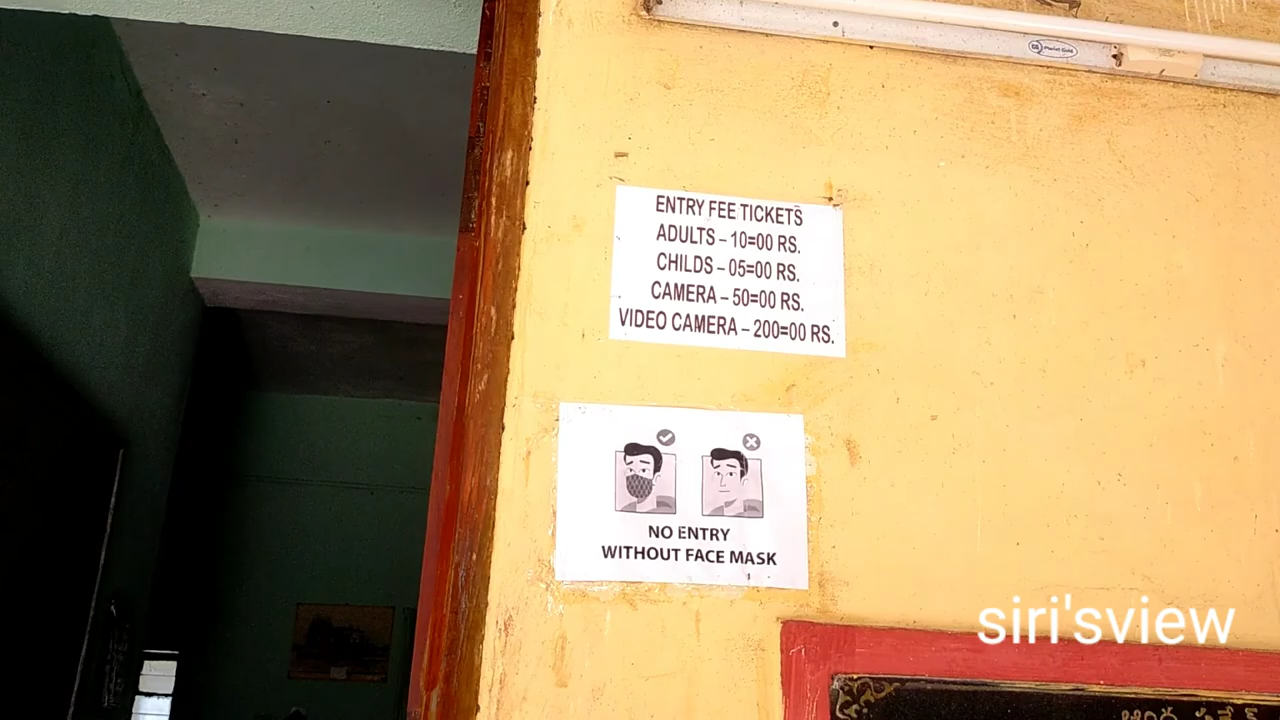 ENTRY FEE TICKETS
ADULTS – 10=00 RS.
CHILDS – 05=00 RS.
CAMERA – 50=00 RS.
VIDEO CAMERA – 200=00 RS.
NO ENTRY
WITHOUT FACE MASK
siri'sview